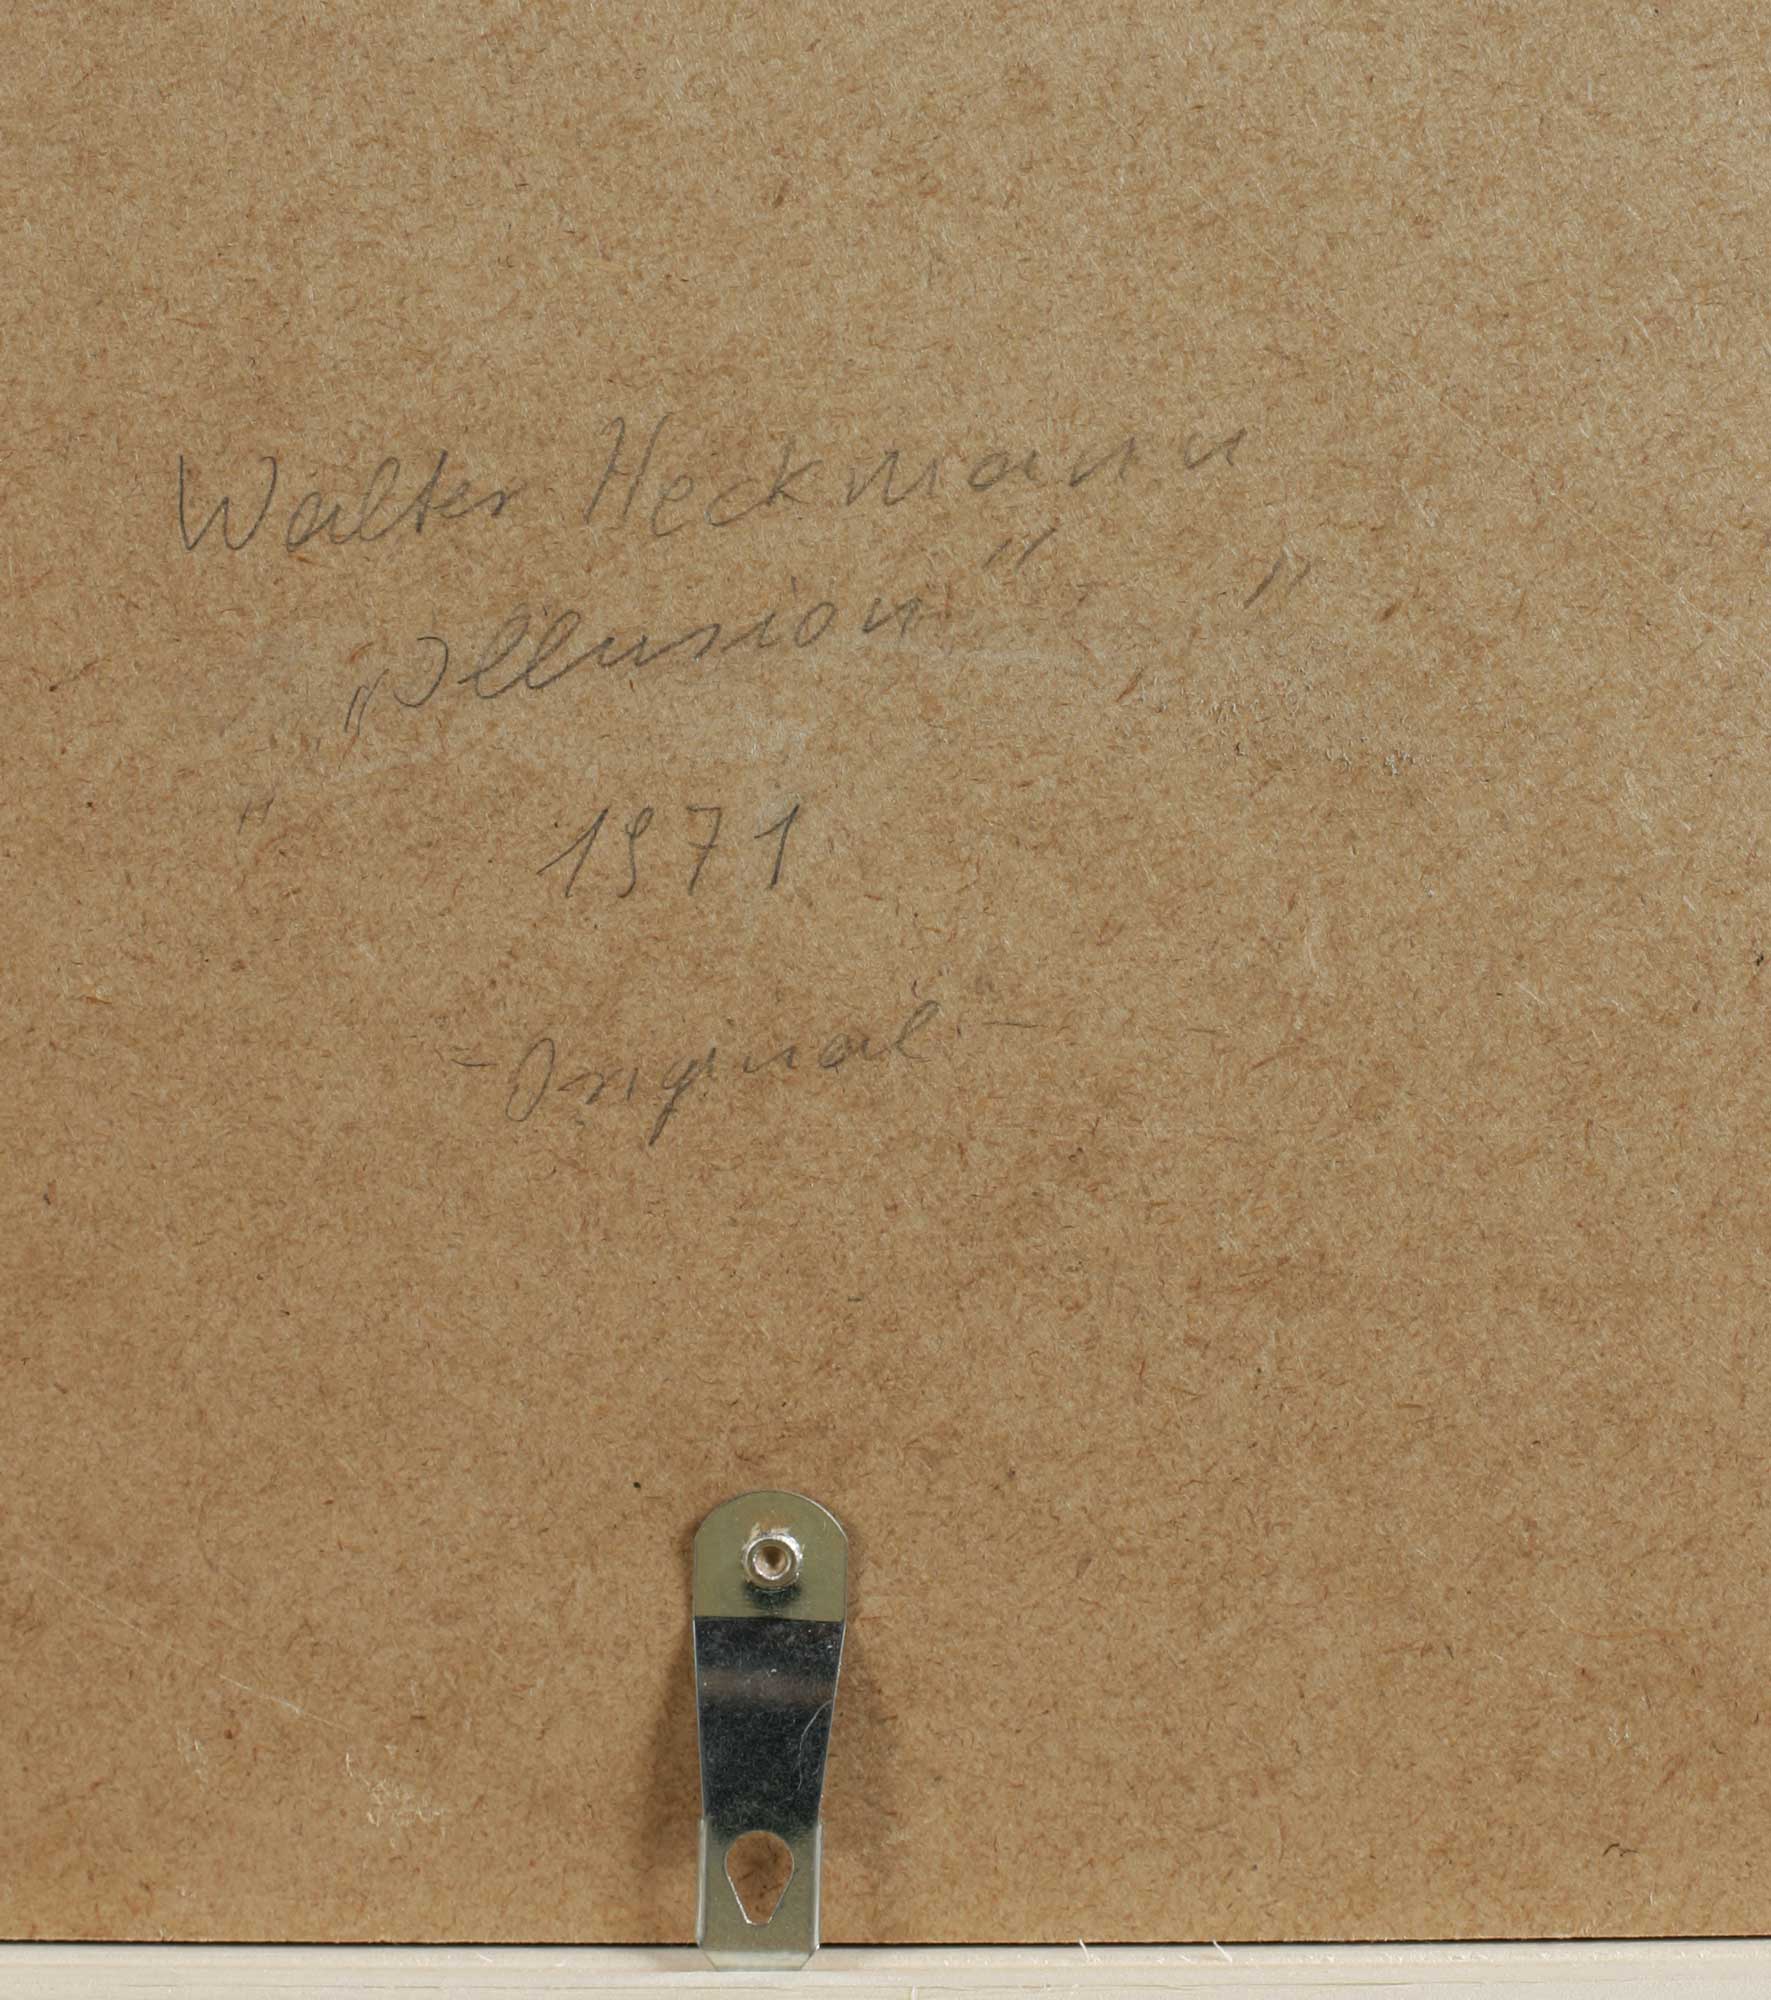 Walter Heckmann
„Illusion“
1971
- Original -